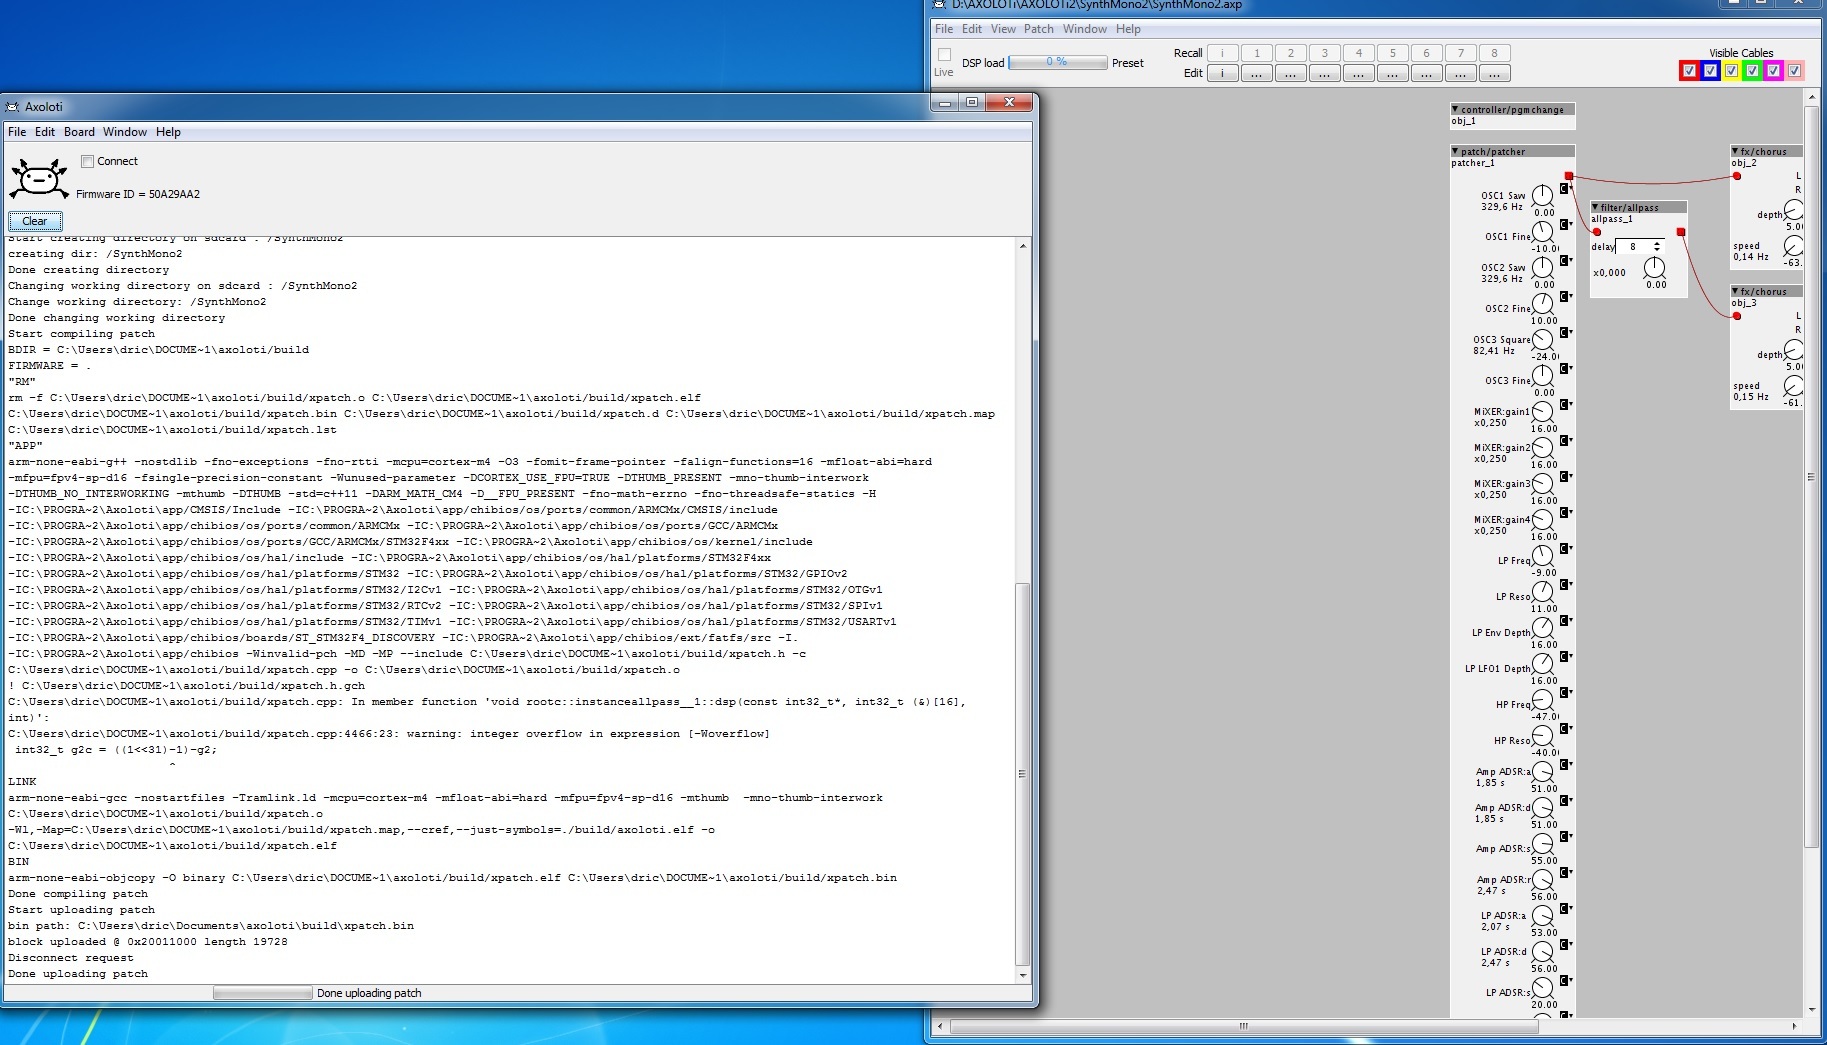 D:\AXOLOTi\AXOLOTi2\SynthMono2\SynthMono2.axp
File Edit View Patch Window Help
Live
DSP load
0 %
Preset
Recall
i 1 2 3 4 5 6 7 8
Edit
i ... ... ... ... ... ... ... ...
Visible Cables
Axoloti
File Edit Board Window Help
Connect
Firmware ID = 50A29AA2
Clear
Start creating directory on sdcard : /SynthMono2
creating dir: /SynthMono2
Done creating directory
Changing working directory on sdcard : /SynthMono2
Change working directory: /SynthMono2
Done changing working directory
Start compiling patch
BDIR = C:\Users\dric\DOCUME~1\axoloti/build
FIRMWARE = .
"RM"
rm -f C:\Users\dric\DOCUME~1\axoloti/build/xpatch.o C:\Users\dric\DOCUME~1\axoloti/build/xpatch.elf
C:\Users\dric\DOCUME~1\axoloti/build/xpatch.bin C:\Users\dric\DOCUME~1\axoloti/build/xpatch.d C:\Users\dric\DOCUME~1\axoloti/build/xpatch.map
C:\Users\dric\DOCUME~1\axoloti/build/xpatch.lst
"APP"
arm-none-eabi-g++ -nostdlib -fno-exceptions -fno-rtti -mcpu=cortex-m4 -O3 -fomit-frame-pointer -falign-functions=16 -mfloat-abi=hard
-mfpu=fpv4-sp-d16 -fsingle-precision-constant -Wunused-parameter -DCORTEX_USE_FPU=TRUE -DTHUMB_PRESENT -mno-thumb-interwork
-DTHUMB_NO_INTERWORKING -mthumb -DTHUMB -std=c++11 -DARM_MATH_CM4 -D__FPU_PRESENT -fno-math-errno -fno-threadsafe-statics -H
-IC:\PROGRA~2\Axoloti\app/CMSIS/Include -IC:\PROGRA~2\Axoloti\app/chibios/os/ports/common/ARMCMx/CMSIS/include
-IC:\PROGRA~2\Axoloti\app/chibios/os/ports/common/ARMCMx -IC:\PROGRA~2\Axoloti\app/chibios/os/ports/GCC/ARMCMx
-IC:\PROGRA~2\Axoloti\app/chibios/os/ports/GCC/ARMCMx/STM32F4xx -IC:\PROGRA~2\Axoloti\app/chibios/os/kernel/include
-IC:\PROGRA~2\Axoloti\app/chibios/os/hal/include -IC:\PROGRA~2\Axoloti\app/chibios/os/hal/platforms/STM32F4xx
-IC:\PROGRA~2\Axoloti\app/chibios/os/hal/platforms/STM32 -IC:\PROGRA~2\Axoloti\app/chibios/os/hal/platforms/STM32/GPIOv2
-IC:\PROGRA~2\Axoloti\app/chibios/os/hal/platforms/STM32/I2Cv1 -IC:\PROGRA~2\Axoloti\app/chibios/os/hal/platforms/STM32/OTGv1
-IC:\PROGRA~2\Axoloti\app/chibios/os/hal/platforms/STM32/RTCv2 -IC:\PROGRA~2\Axoloti\app/chibios/os/hal/platforms/STM32/SPIv1
-IC:\PROGRA~2\Axoloti\app/chibios/os/hal/platforms/STM32/TIMv1 -IC:\PROGRA~2\Axoloti\app/chibios/os/hal/platforms/STM32/USARTv1
-IC:\PROGRA~2\Axoloti\app/chibios/boards/ST_STM32F4_DISCOVERY -IC:\PROGRA~2\Axoloti\app/chibios/ext/fatfs/src -I.
-IC:\PROGRA~2\Axoloti\app/chibios -Winvalid-pch -MD -MP --include C:\Users\dric\DOCUME~1\axoloti/build/xpatch.h -c
C:\Users\dric\DOCUME~1\axoloti/build/xpatch.cpp -o C:\Users\dric\DOCUME~1\axoloti/build/xpatch.o
! C:\Users\dric\DOCUME~1\axoloti/build/xpatch.h.gch
C:\Users\dric\DOCUME~1\axoloti/build/xpatch.cpp: In member function 'void rootc::instanceallpass__1::dsp(const int32_t*, int32_t (&)[16],
int)':
C:\Users\dric\DOCUME~1\axoloti/build/xpatch.cpp:4466:23: warning: integer overflow in expression [-Woverflow]
int32_t g2c = ((1<<31)-1)-g2;
^
LINK
arm-none-eabi-gcc -nostartfiles -Tramlink.ld -mcpu=cortex-m4 -mfloat-abi=hard -mfpu=fpv4-sp-d16 -mthumb  -mno-thumb-interwork
C:\Users\dric\DOCUME~1\axoloti/build/xpatch.o
-Wl,-Map=C:\Users\dric\DOCUME~1\axoloti/build/xpatch.map,--cref,--just-symbols=./build/axoloti.elf -o
C:\Users\dric\DOCUME~1\axoloti/build/xpatch.elf
BIN
arm-none-eabi-objcopy -O binary C:\Users\dric\DOCUME~1\axoloti/build/xpatch.elf C:\Users\dric\DOCUME~1\axoloti/build/xpatch.bin
Done compiling patch
Start uploading patch
bin path: C:\Users\dric\Documents\axoloti\build\xpatch.bin
block uploaded @ 0x20011000 length 19728
Disconnect request
Done uploading patch
Done uploading patch
controller/pgmchange
obj_1
patch/patcher
patcher_1
OSC1 Saw
329,6 Hz
0.00
OSC1 Fine
-10.0
OSC2 Saw
329,6 Hz
0.00
OSC2 Fine
10.00
OSC3 Square
82,41 Hz
-24.0
OSC3 Fine
0.00
MiXER:gain1
x0,250
16.00
MiXER:gain2
x0,250
16.00
MiXER:gain3
x0,250
16.00
MiXER:gain4
x0,250
16.00
LP Freq
-9.00
LP Reso
11.00
LP Env Depth
16.00
LP LFO1 Depth
16.00
HP Freq
-47.0
HP Reso
-40.0
Amp ADSR:a
1,85 s
51.00
Amp ADSR:d
1,85 s
51.00
Amp ADSR:s
55.00
Amp ADSR:r
2,47 s
56.00
LP ADSR:a
2,07 s
53.00
LP ADSR:d
2,47 s
56.00
LP ADSR:s
20.00
filter/allpass
allpass_1
delay 8
x0,000
0.00
fx/chorus
obj_2
L
R
depth
5.0
speed
0,14 Hz
-63.
fx/chorus
obj_3
L
R
depth
5.0
speed
0,15 Hz
-61.